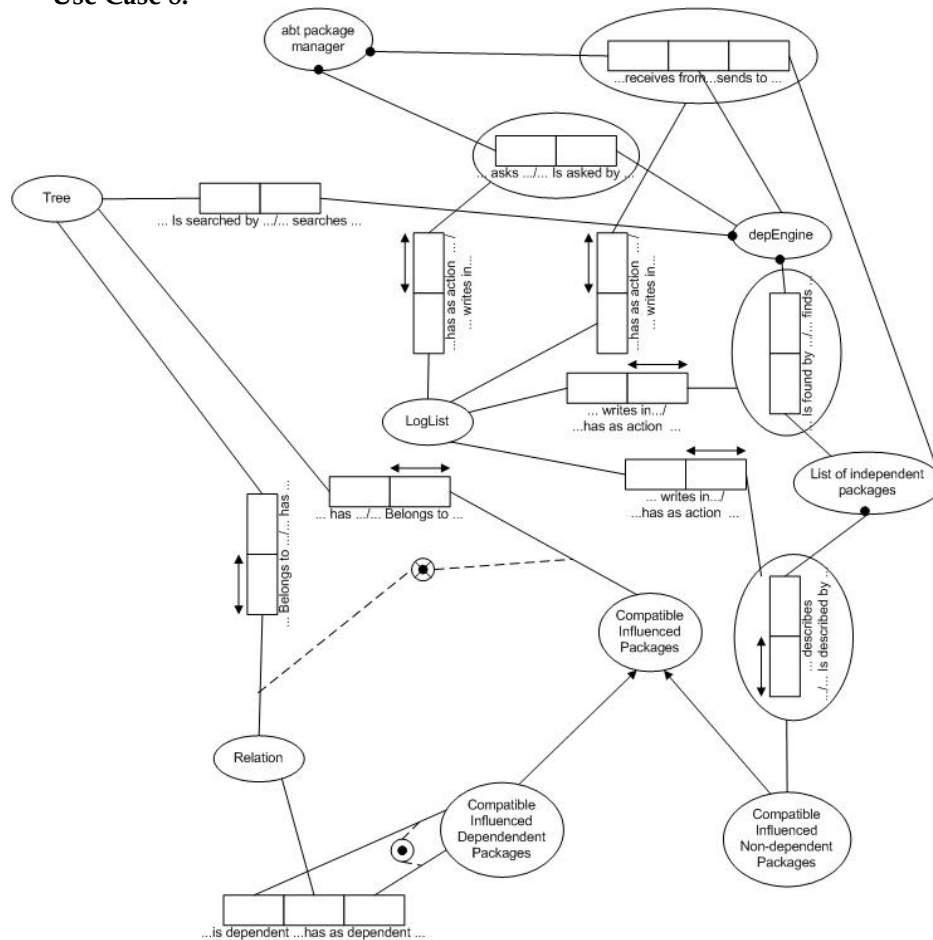 Use Case 8:
abt package
manager
...receives from...sends to ...
... asks .../... Is asked by ...
Tree
... Is searched by .../... searches ...
depEngine
...has as action .../
... writes in...
...has as action .../
... writes in...
... Is found by .../... finds ...
... writes in.../
...has as action ...
LogList
List of independent
packages
... has .../... Belongs to ...
... writes in.../
...has as action ...
... Belongs to .../... has ...
... describes
.../... Is described by ...
Compatible
Influenced
Packages
Relation
Compatible
Influenced
Dependendent
Packages
Compatible
Influenced
Non-dependent
Packages
...is dependent ...has as dependent ...